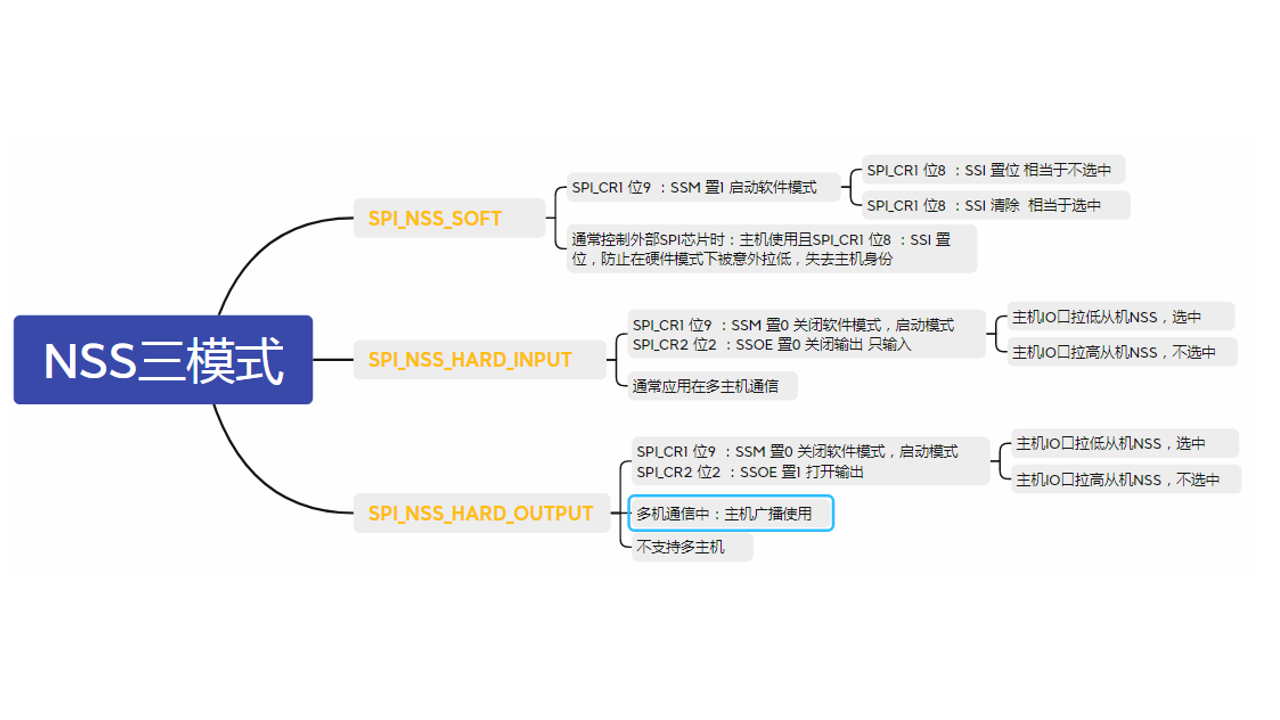 NSS三模式
SPI_NSS_SOFT
SPI_CR1 位9 ：SSM 置1 启动软件模式
SPI_CR1 位8 ：SSI 置位 相当于不选中
SPI_CR1 位8 ：SSI 清除 相当于选中
通常控制外部SPI芯片时：主机使用且SPI_CR1 位8 ：SSI 置
位，防止在硬件模式下被意外拉低，失去主机身份
SPI_NSS_HARD_INPUT
SPI_CR1 位9 ：SSM 置0 关闭软件模式，启动模式
SPI_CR2 位2 ：SSOE 置0 关闭输出 只输入
主机IO口拉低从机NSS，选中
主机IO口拉高从机NSS，不选中
通常应用在多主机通信
SPI_NSS_HARD_OUTPUT
SPI_CR1 位9 ：SSM 置0 关闭软件模式，启动模式
SPI_CR2 位2 ：SSOE 置1 打开输出
主机IO口拉低从机NSS，选中
主机IO口拉高从机NSS，不选中
多机通信中：主机广播使用
不支持多主机